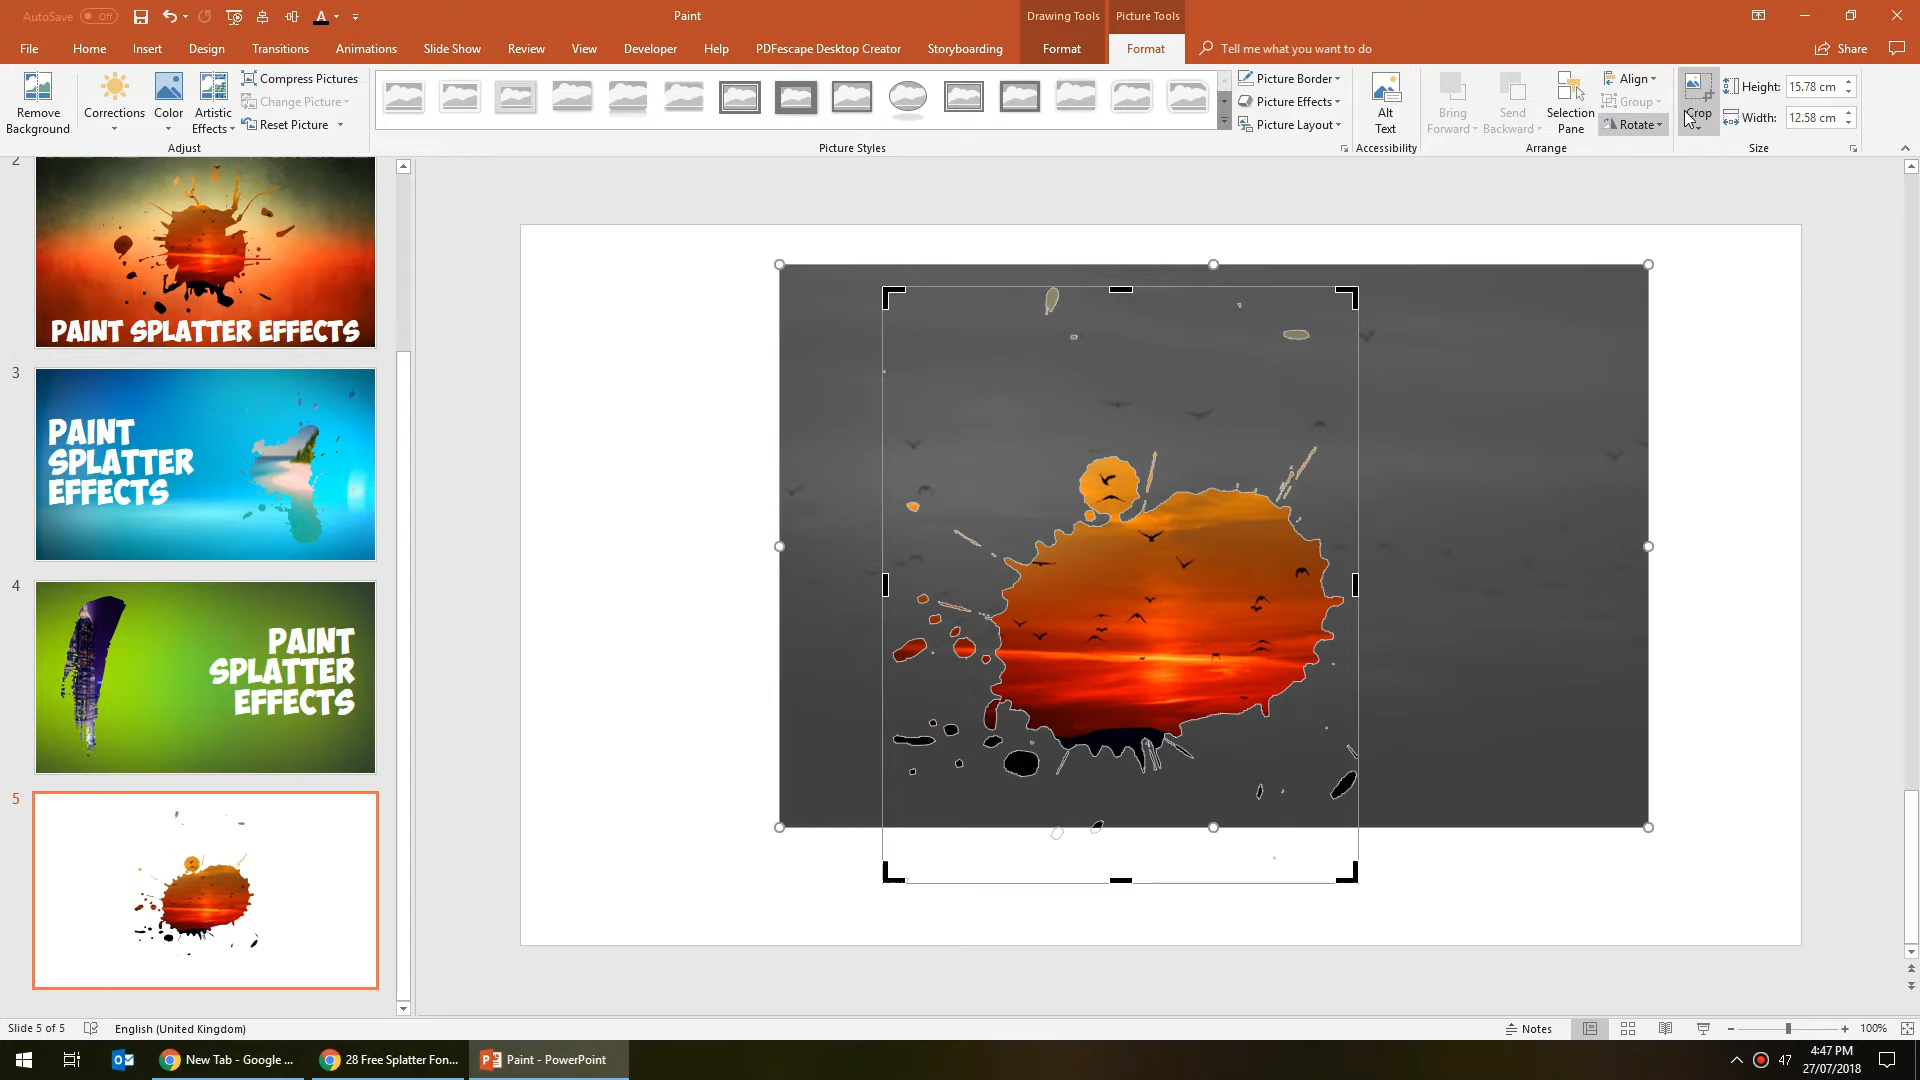 AutoSave Off
Paint
Drawing Tools
Picture Tools
File
Home
Insert
Design
Transitions
Animations
Slide Show
Review
View
Developer
Help
PDFescape Desktop Creator
Storyboarding
Format
Format
Tell me what you want to do
Share
Remove
Background
Corrections
Color
Artistic
Effects
Compress Pictures
Change Picture
Reset Picture
Adjust
Picture Styles
Picture Border
Picture Effects
Picture Layout
Alt
Text
Accessibility
Bring
Forward
Send
Backward
Selection
Pane
Align
Group
Rotate
Arrange
Crop
Height: 15.78 cm
Width: 12.58 cm
Size
2
PAINT SPLATTER EFFECTS
3
PAINT
SPLATTER
EFFECTS
4
PAINT
SPLATTER
EFFECTS
5
Slide 5 of 5
English (United Kingdom)
Notes
100%
New Tab - Google ...
28 Free Splatter Fon...
Paint - PowerPoint
47
4:47 PM
27/07/2018